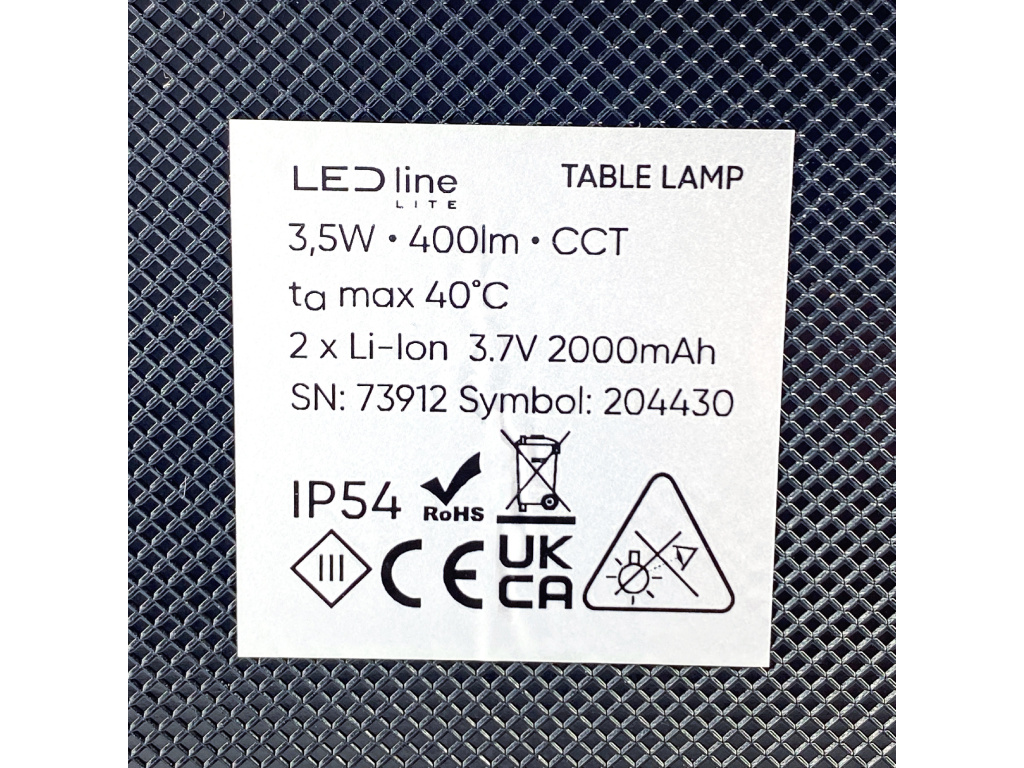 LED line TABLE LAMP
LITE
3,5W • 400lm • CCT
ta max 40°C
2 x Li-Ion 3.7V 2000mAh
SN: 73912 Symbol: 204430
IP54 RoHS
III CE UK
CA